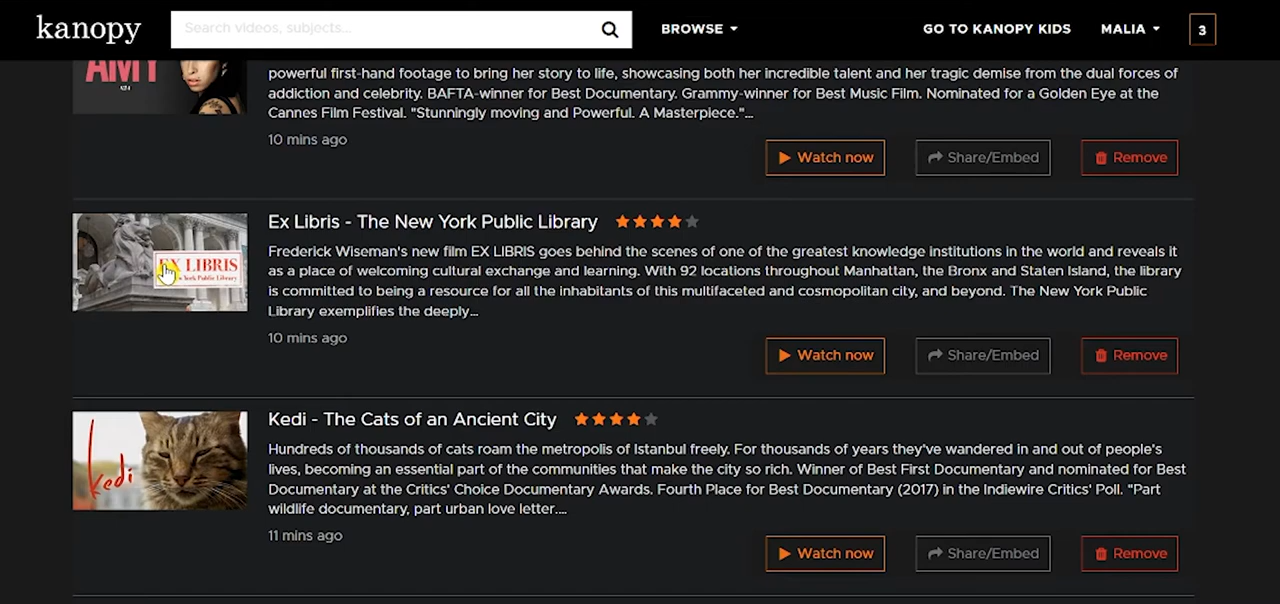 kanopy
Search videos, subjects...
BROWSE
GO TO KANOPY KIDS
MALIA
3
AMY
powerful first-hand footage to bring her story to life, showcasing both her incredible talent and her tragic demise from the dual forces of
addiction and celebrity. BAFTA-winner for Best Documentary. Grammy-winner for Best Music Film. Nominated for a Golden Eye at the
Cannes Film Festival. "Stunningly moving and Powerful. A Masterpiece."...
10 mins ago
Watch now
Share/Embed
Remove
EX LIBRIS
York Public Library
Ex Libris - The New York Public Library
Frederick Wiseman's new film EX LIBRIS goes behind the scenes of one of the greatest knowledge institutions in the world and reveals it
as a place of welcoming cultural exchange and learning. With 92 locations throughout Manhattan, the Bronx and Staten Island, the library
is committed to being a resource for all the inhabitants of this multifaceted and cosmopolitan city, and beyond. The New York Public
Library exemplifies the deeply...
10 mins ago
Watch now
Share/Embed
Remove
kedi
Kedi - The Cats of an Ancient City
Hundreds of thousands of cats roam the metropolis of Istanbul freely. For thousands of years they've wandered in and out of people's
lives, becoming an essential part of the communities that make the city so rich. Winner of Best First Documentary and nominated for Best
Documentary at the Critics' Choice Documentary Awards. Fourth Place for Best Documentary (2017) in the Indiewire Critics' Poll. "Part
wildlife documentary, part urban love letter....
11 mins ago
Watch now
Share/Embed
Remove